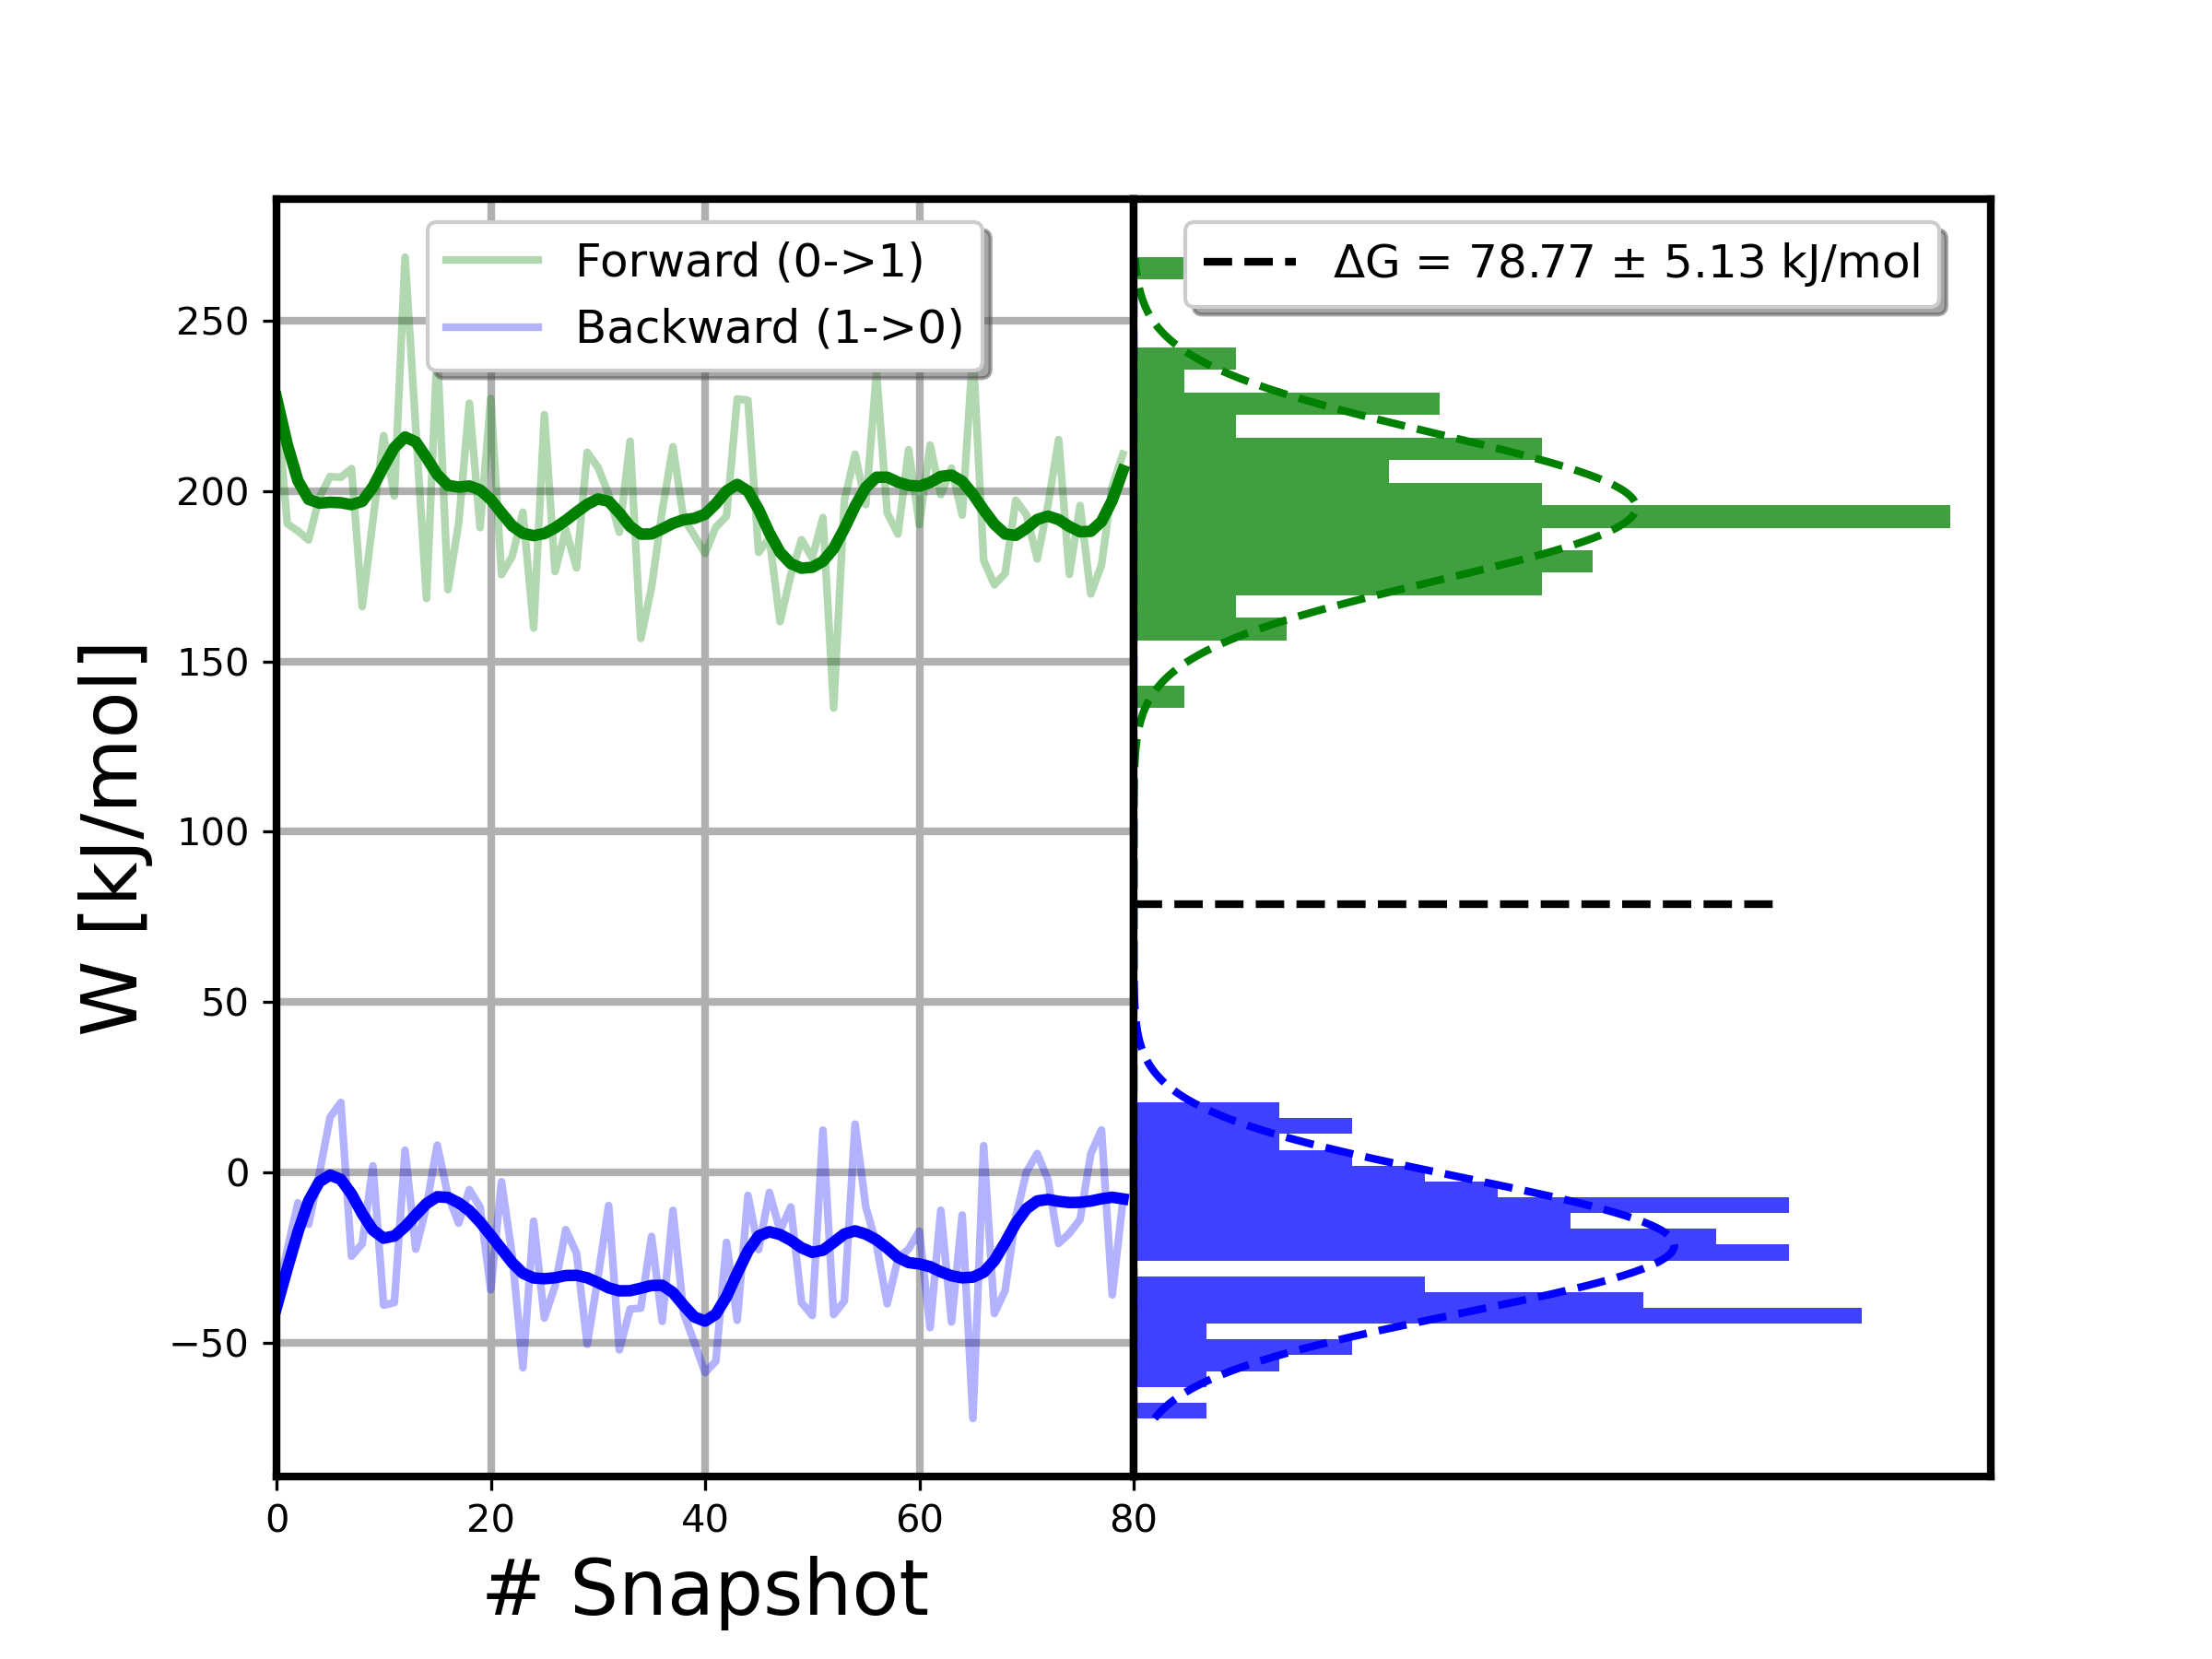 Forward (0->1)
Backward (1->0)
ΔG = 78.77 ± 5.13 kJ/mol
W [kJ/mol]
250
200
150
100
50
0
−50
0 20 40 60 80
# Snapshot